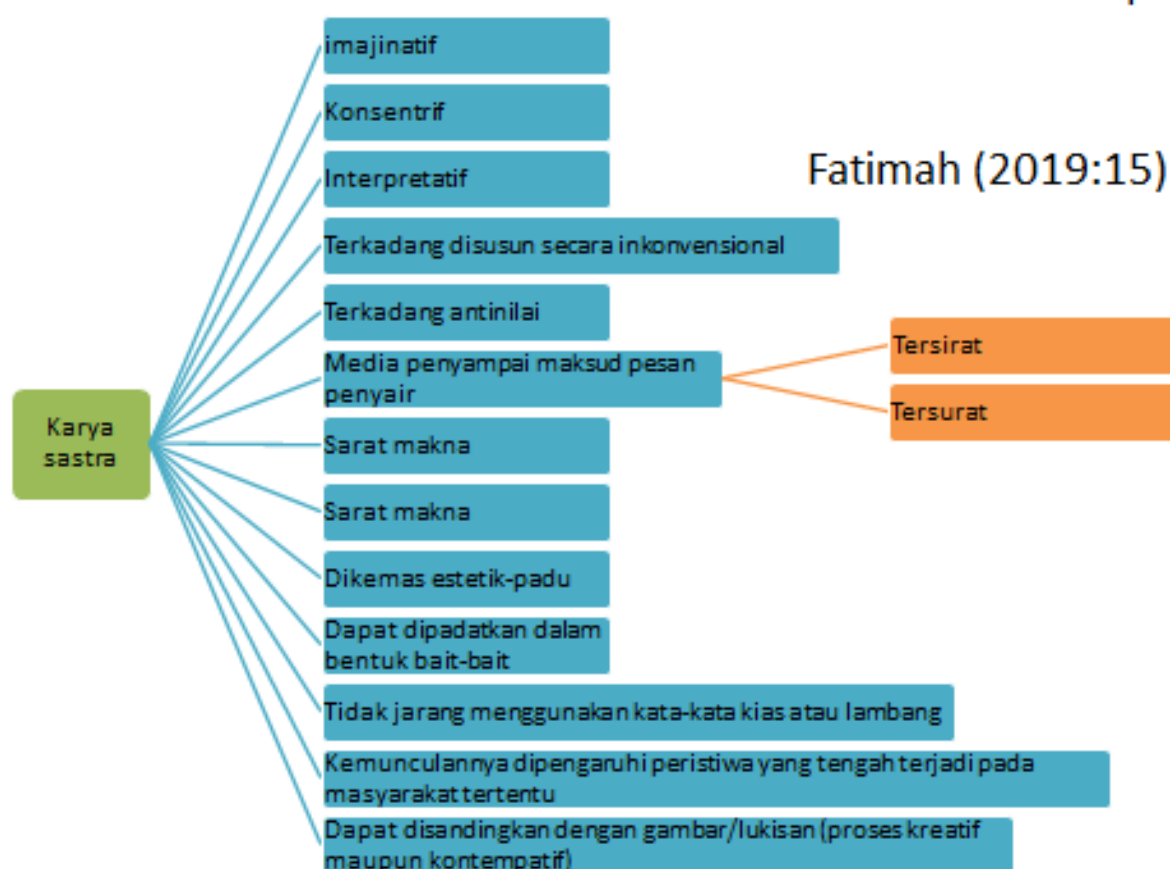 imajinatif
Konsentrif
Interpretatif
Fatimah (2019:15)
Terkadang disusun secara inkonvensional
Terkadang antinilai
Media penyampai maksud pesan
penyair
Tersirat
Tersurat
Karya
sastra
Sarat makna
Sarat makna
Dikemas estetik-padu
Dapat dipadatkan dalam
bentuk bait-bait
Tidak jarang menggunakan kata-kata kias atau lambang
Kemunculannya dipengaruhi peristiwa yang tengah terjadi pada
masyarakat tertentu
Dapat disandingkan dengan gambar/lukisan (proses kreatif
maupun kontempatif)